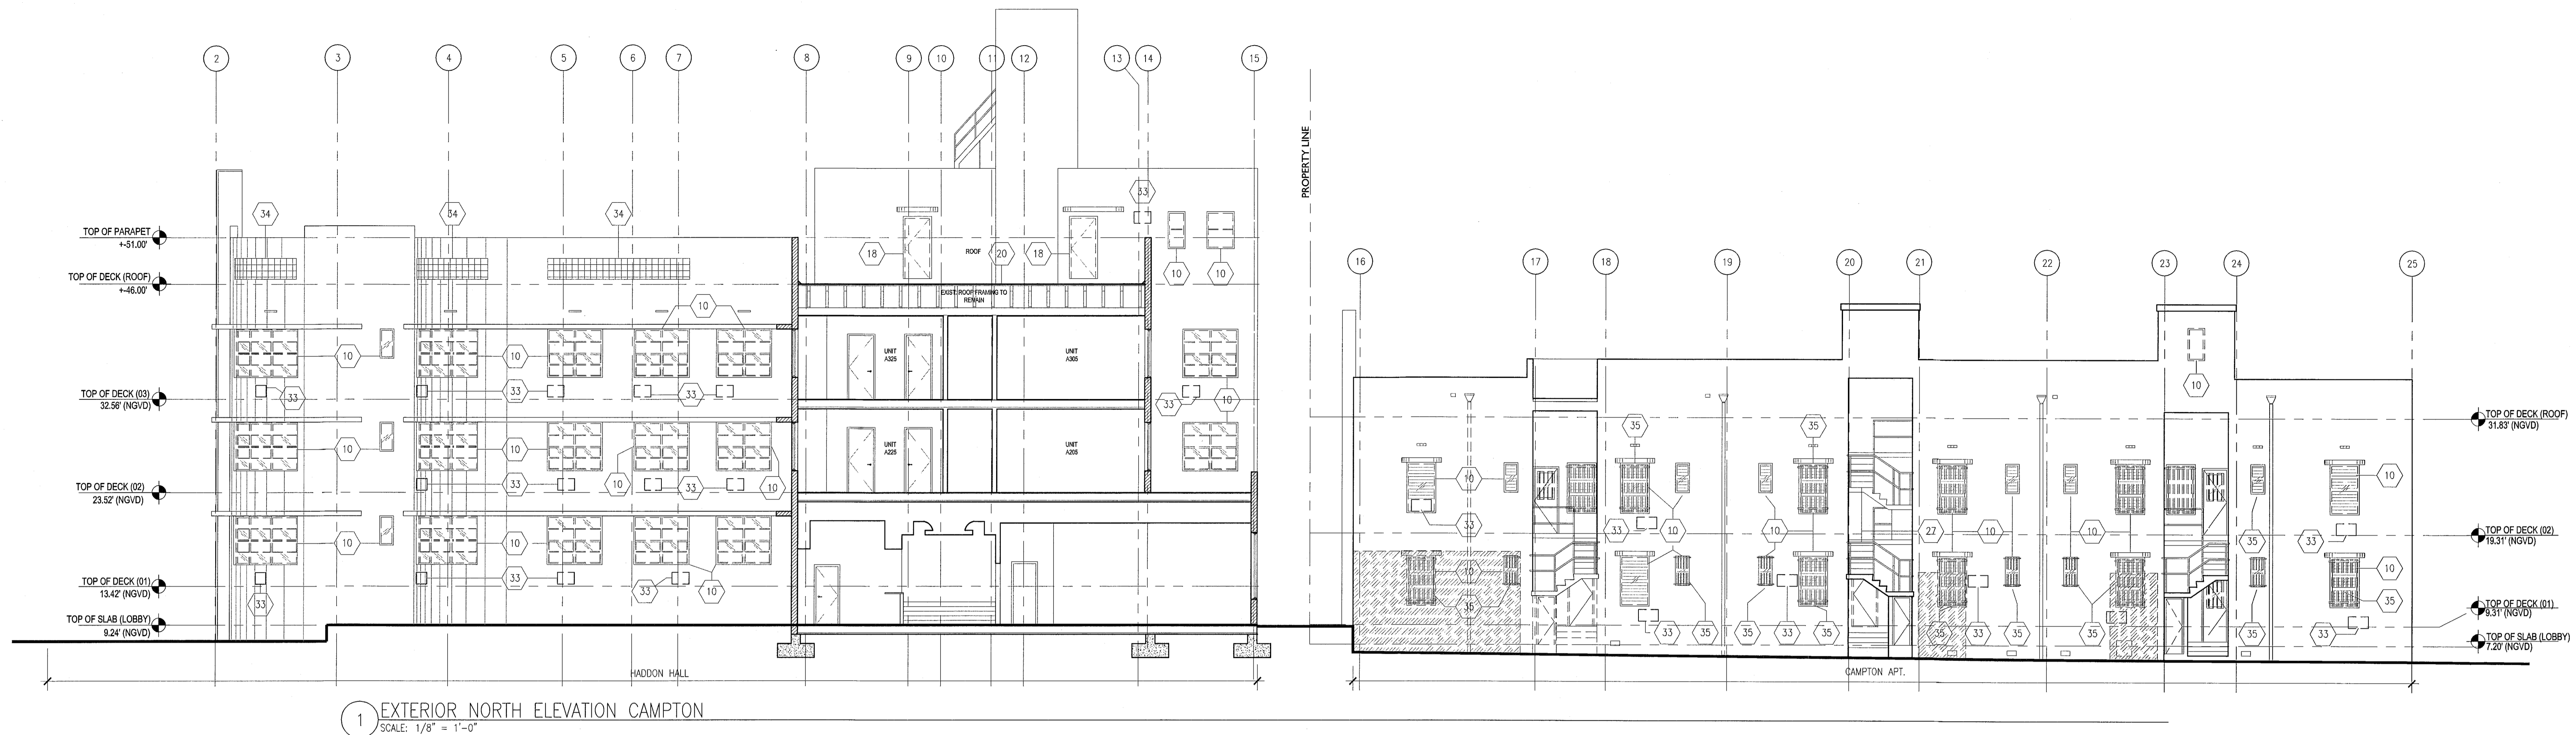 2 3 4 5 6 7 8 9 10 11 12 13 14 15
PROPERTY LINE
16 17 18 19 20 21 22 23 24 25
34 34 34
33
TOP OF PARAPET
+-51.00'
TOP OF DECK (ROOF)
+-46.00'
18 ROOF 20 18
10 10
EXIST. ROOF FRAMING TO
REMAIN
10
10 10
UNIT
A325
UNIT
A305
10
33 33 33
33 10
TOP OF DECK (03)
32.56' (NGVD)
TOP OF DECK (ROOF)
31.83' (NGVD)
35 35
10 10
UNIT
A225
UNIT
A205
10 10
33 33
TOP OF DECK (02)
23.52' (NGVD)
10 10
33 33 10 10 27 10 10 35 33
TOP OF DECK (02)
19.31' (NGVD)
10 10
33 33 10
33
10 35
10 35
TOP OF DECK (01)
13.42' (NGVD)
TOP OF DECK (01)
9.31' (NGVD)
TOP OF SLAB (LOBBY)
9.24' (NGVD)
33 35 35 33 35 35 33 35 35 35 33
TOP OF SLAB (LOBBY)
7.20' (NGVD)
HADDON HALL
CAMPTON APT.
1 EXTERIOR NORTH ELEVATION CAMPTON
SCALE: 1/8" = 1'-0"